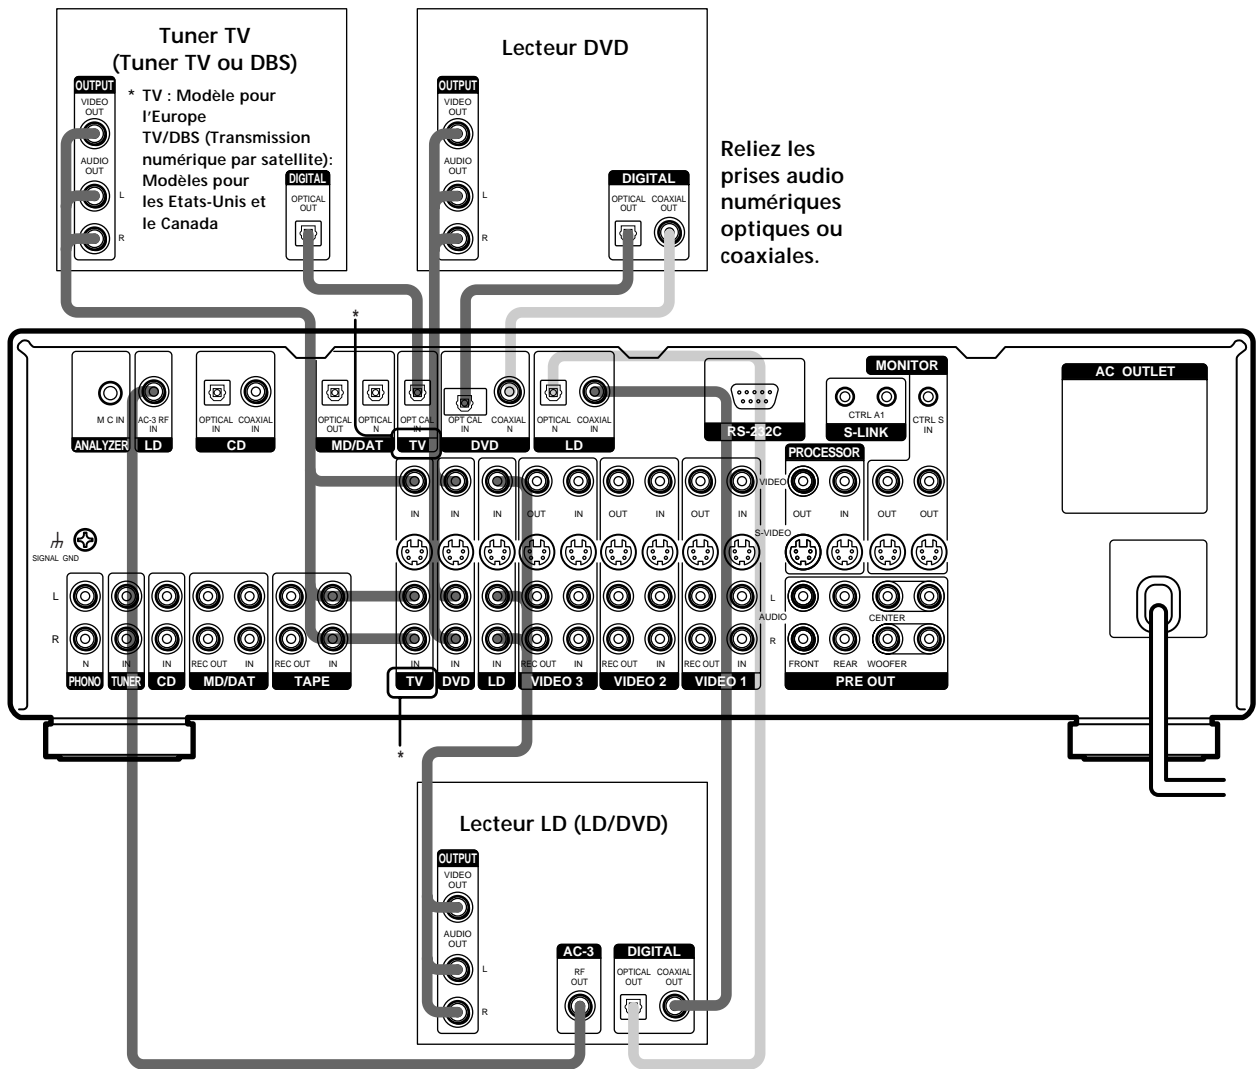 Tuner TV
(Tuner TV ou DBS)
OUTPUT
VIDEO
OUT
AUDIO
OUT
L
R
* TV : Modèle pour
l'Europe
TV/DBS (Transmission
numérique par satellite):
Modèles pour
les Etats-Unis et
le Canada
DIGITAL
OPTICAL
OUT
Lecteur DVD
OUTPUT
VIDEO
OUT
AUDIO
OUT
L
R
DIGITAL
OPTICAL
OUT
COAXIAL
OUT
Reliez les
prises audio
numériques
optiques ou
coaxiales.
*
M C IN
ANALYZER
AC-3 RF
IN
LD
OPTICAL
IN
COAXIAL
IN
CD
OPTICAL
OUT
OPTICAL
N
MD/DAT
OPT CAL
IN
TV
OPT CAL
IN
COAXIAL
N
DVD
OPTICAL
N
COAXIAL
IN
LD
RS-232C
MONITOR
CTRL A1
S-LINK
CTRL S
IN
AC OUTLET
PROCESSOR
VIDEO
IN
IN
IN
OUT
IN
OUT
IN
OUT
IN
OUT
IN
OUT
OUT
S-VIDEO
SIGNAL GND
L
R
N
PHONO
IN
TUNER
IN
CD
REC OUT
IN
MD/DAT
REC OUT
IN
TAPE
IN
TV
IN
DVD
IN
LD
REC OUT
IN
VIDEO 3
REC OUT
IN
VIDEO 2
REC OUT
IN
VIDEO 1
L
AUDIO
R
CENTER
FRONT
REAR
WOOFER
PRE OUT
*
Lecteur LD (LD/DVD)
OUTPUT
VIDEO
OUT
AUDIO
OUT
L
R
AC-3
RF
OUT
DIGITAL
OPTICAL
OUT
COAXIAL
OUT